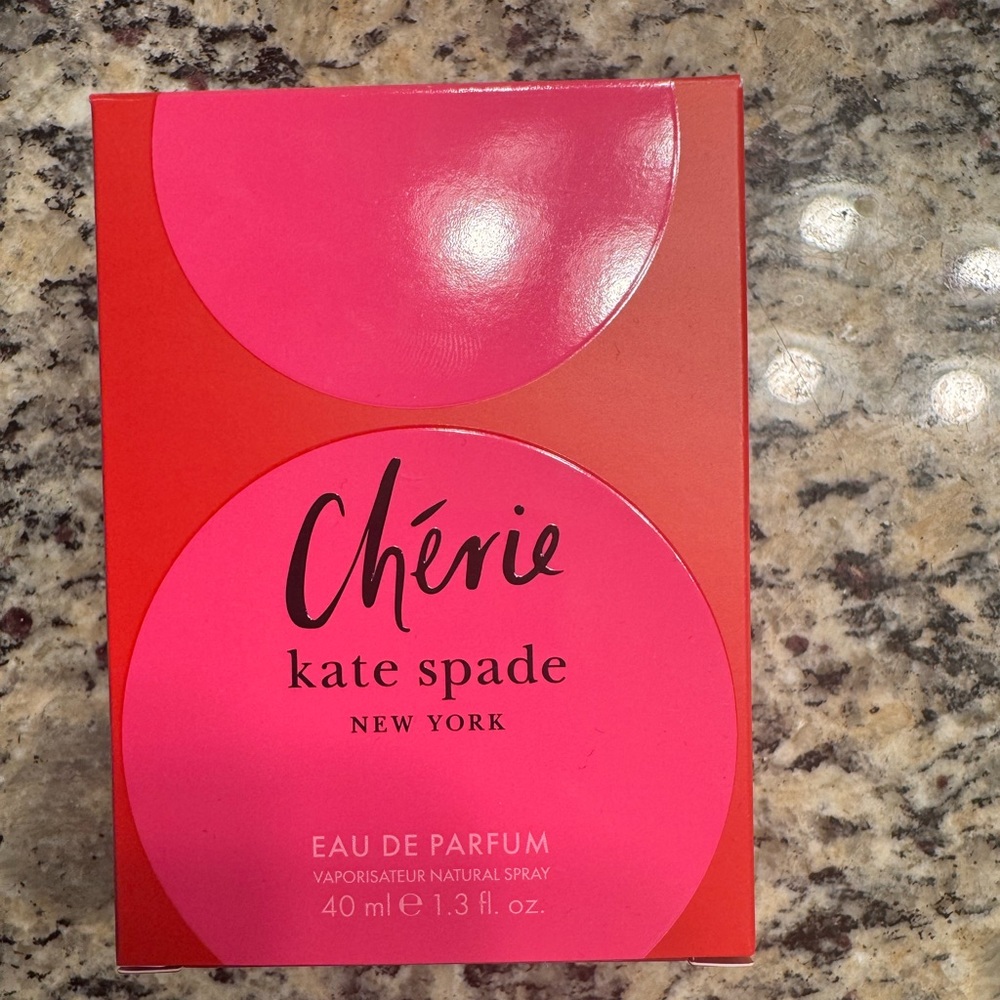 Chérie
kate spade
NEW YORK
EAU DE PARFUM
VAPORISATEUR NATURAL SPRAY
40 ml ℮ 1.3 fl. oz.